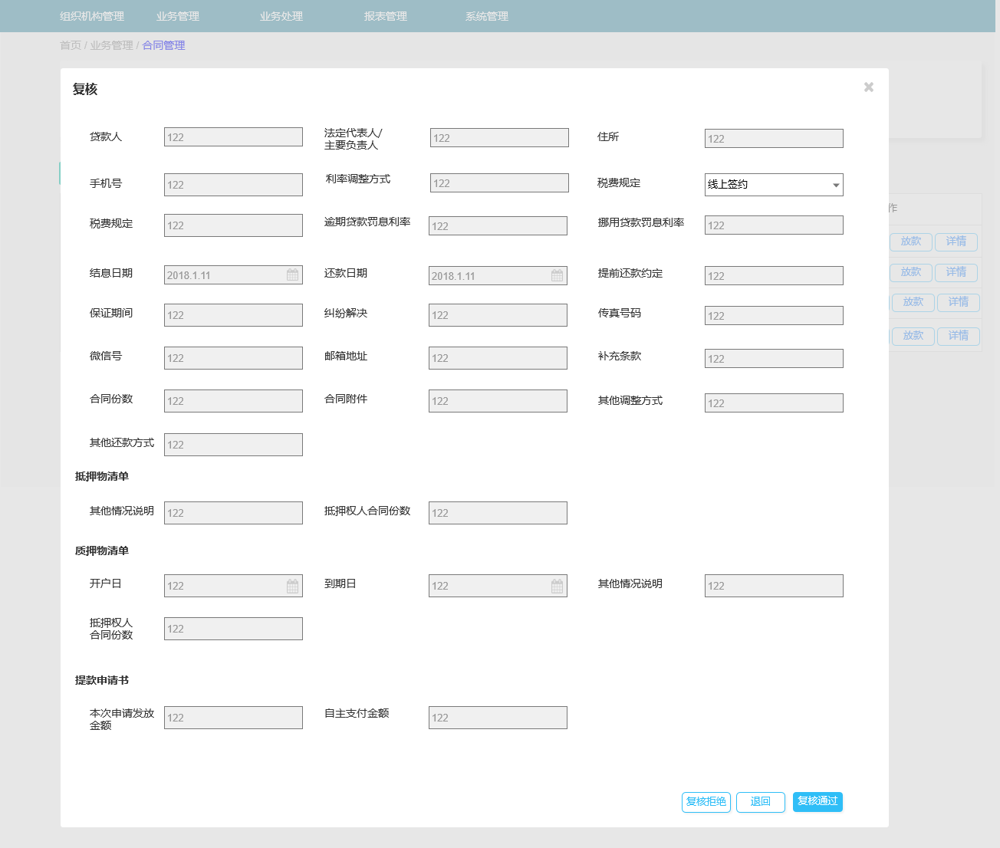 组织机构管理 业务管理 业务处理 报表管理 系统管理
首页 / 业务管理 / 合同管理
复核
贷款人 122 法定代表人/
主要负责人 122 住所 122
手机号 122 利率调整方式 122 税费规定 线上签约
作
税费规定 122 逾期贷款罚息利率 122 挪用贷款罚息利率 122
放款 详情
结息日期 2018.1.11 还款日期 2018.1.11 提前还款约定 122
放款 详情
放款 详情
保证期间 122 纠纷解决 122 传真号码 122
放款 详情
微信号 122 邮箱地址 122 补充条款 122
合同份数 122 合同附件 122 其他调整方式 122
其他还款方式 122
抵押物清单
其他情况说明 122 抵押权人合同份数 122
质押物清单
开户日 122 到期日 122 其他情况说明 122
抵押权人
合同份数 122
提款申请书
本次申请发放
金额 122 自主支付金额 122
复核拒绝 退回 复核通过